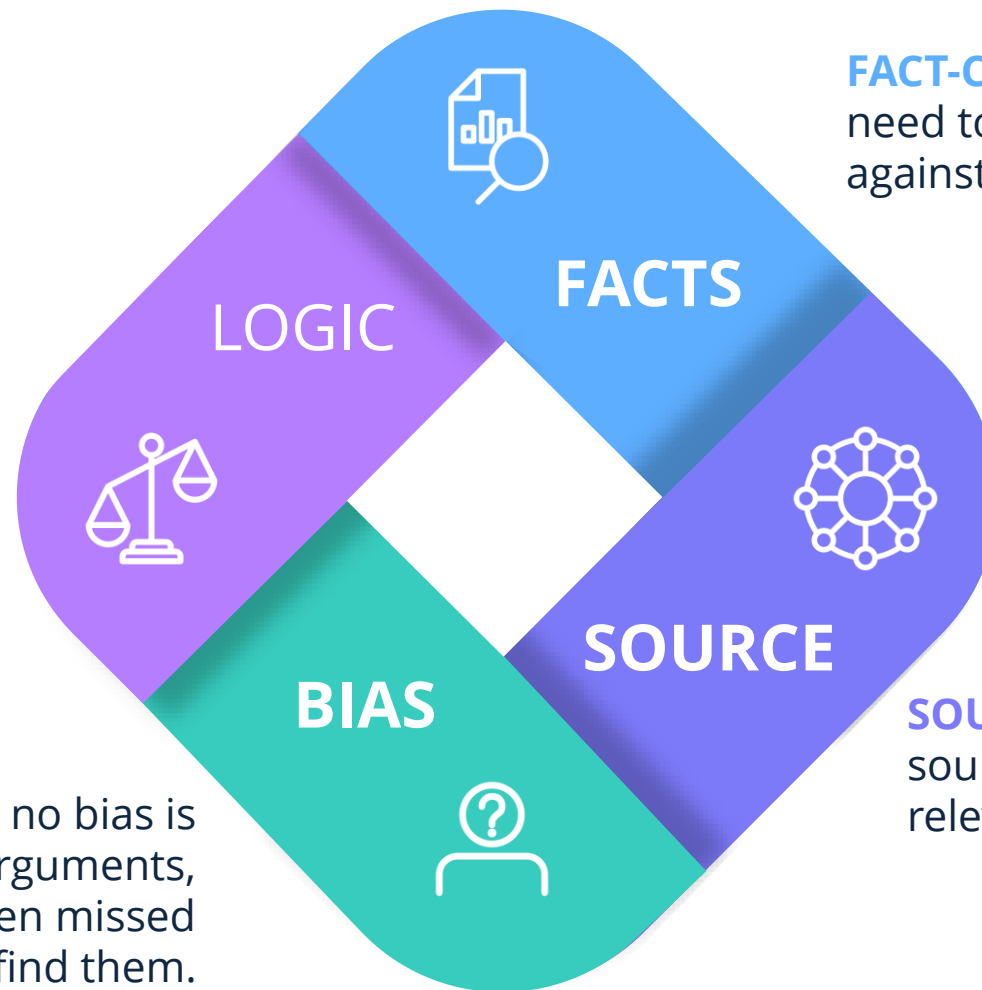 FACT-C
need to
against
FACTS
LOGIC
SOURCE
BIAS
SOU
sou
rele
no bias is
rguments,
en missed
find them.